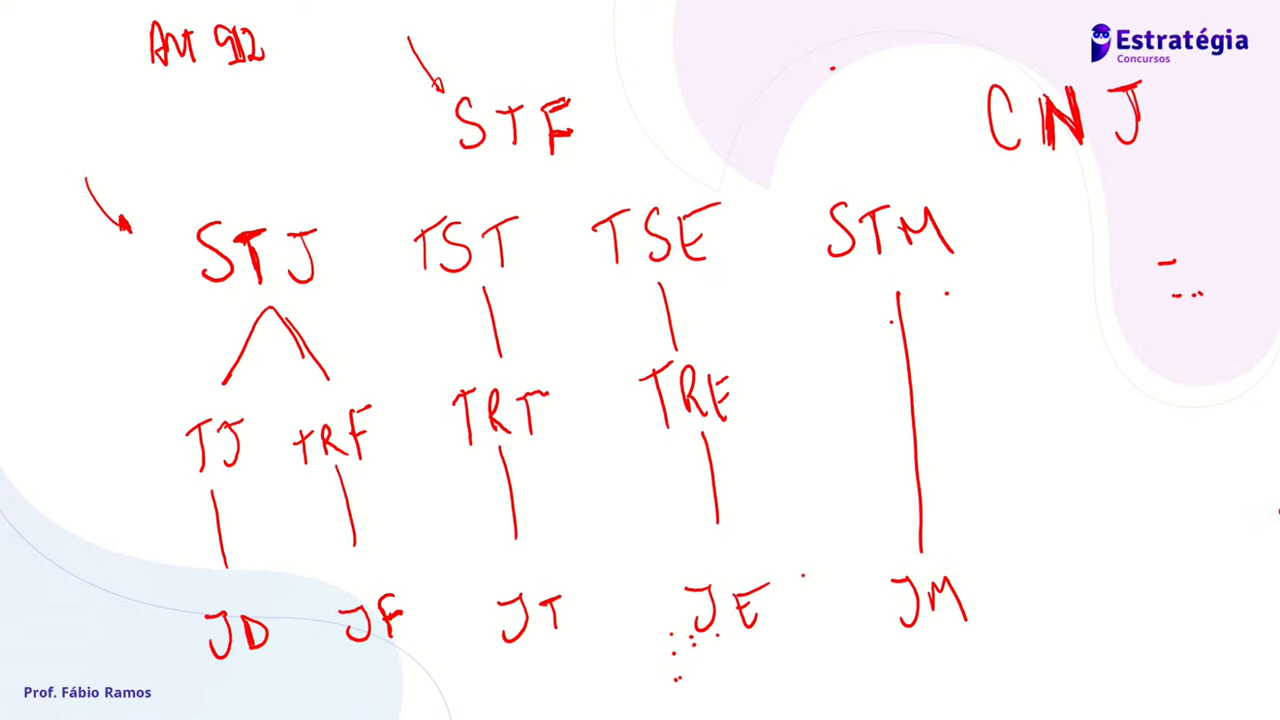 Art 92
Estratégia
Concursos
STF
CNJ
STJ TST TSE STM
TJ TRF TRT TRE
JD JF JT JE JM
Prof. Fábio Ramos